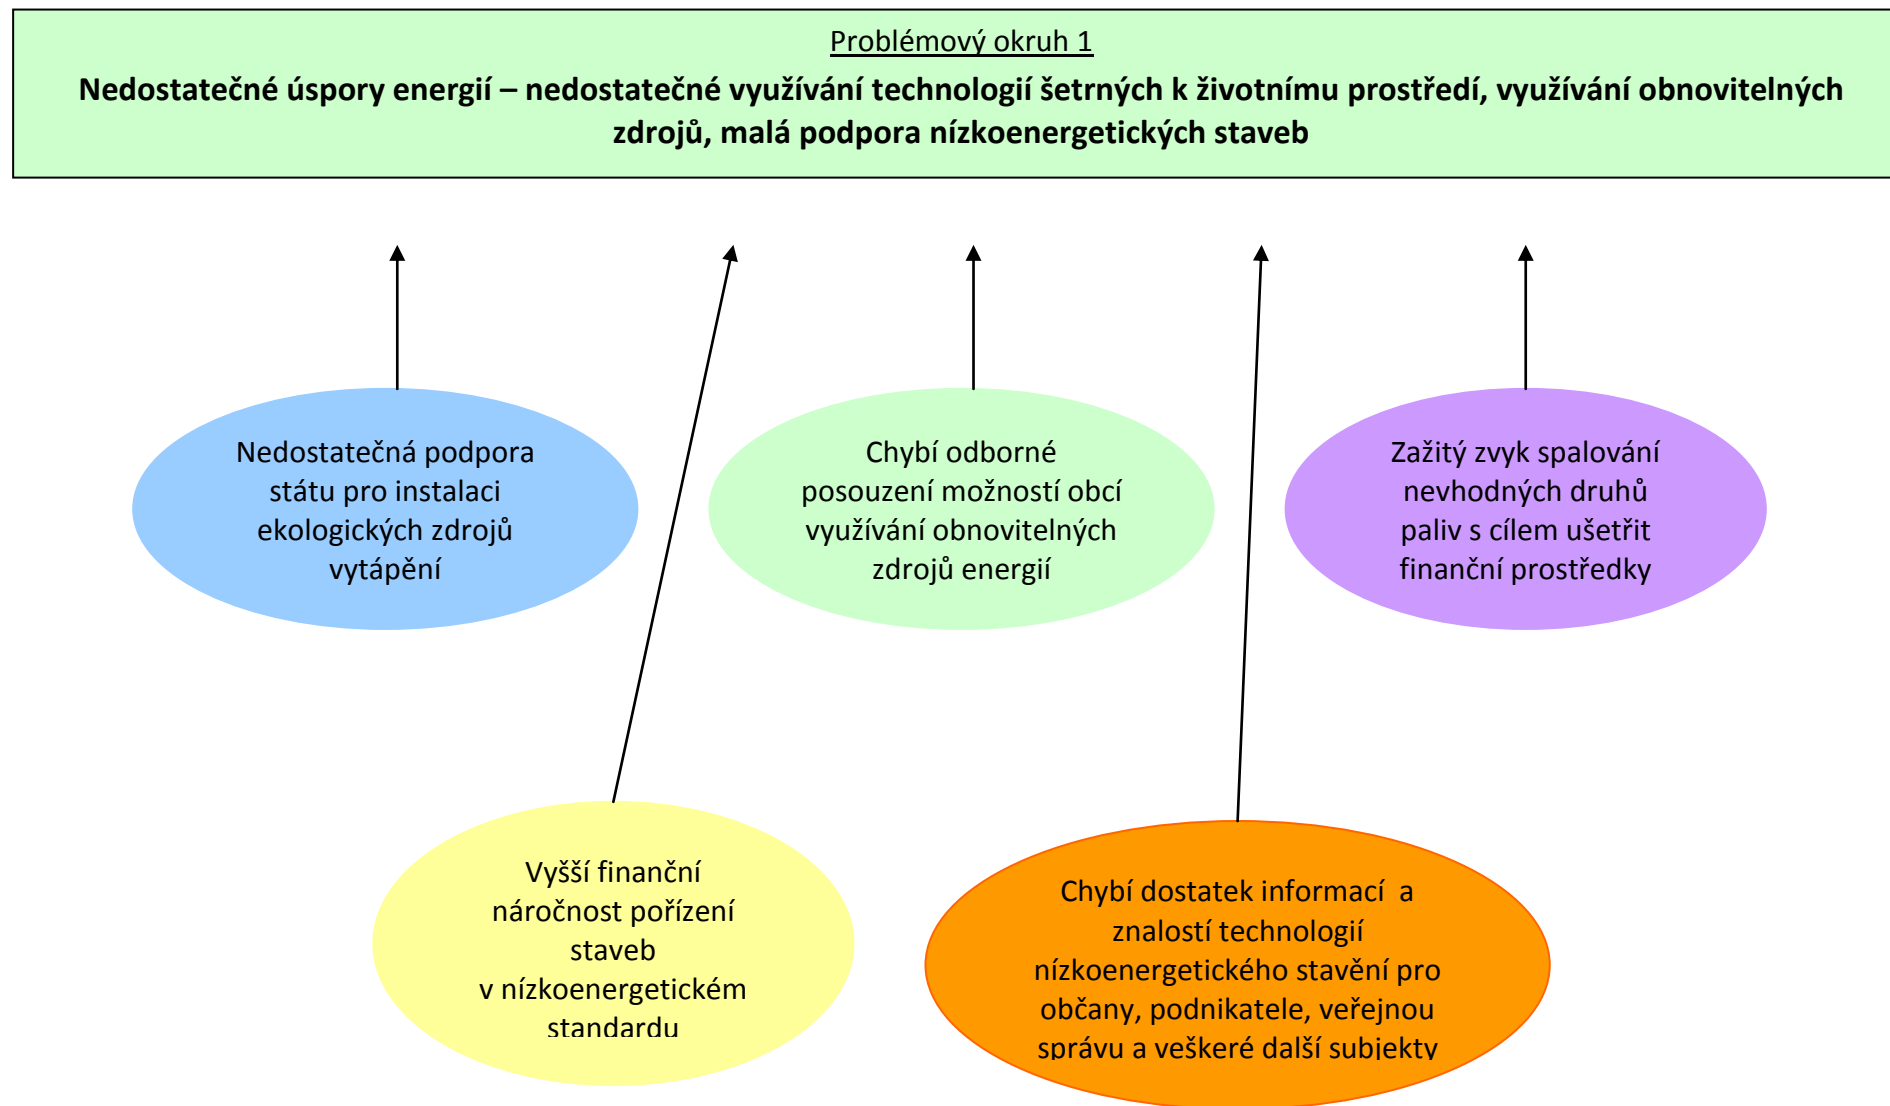 Problémový okruh 1
Nedostatečné úspory energií – nedostatečné využívání technologií šetrných k životnímu prostředí, využívání obnovitelných
zdrojů, malá podpora nízkoenergetických staveb
Nedostatečná podpora
státu pro instalaci
ekologických zdrojů
vytápění
Chybí odborné
posouzení možností obcí
využívání obnovitelných
zdrojů energií
Zažitý zvyk spalování
nevhodných druhů
paliv s cílem ušetřit
finanční prostředky
Vyšší finanční
náročnost pořízení
staveb
v nízkoenergetickém
standardu
Chybí dostatek informací  a
znalostí technologií
nízkoenergetického stavění pro
občany, podnikatele, veřejnou
správu a veškeré další subjekty